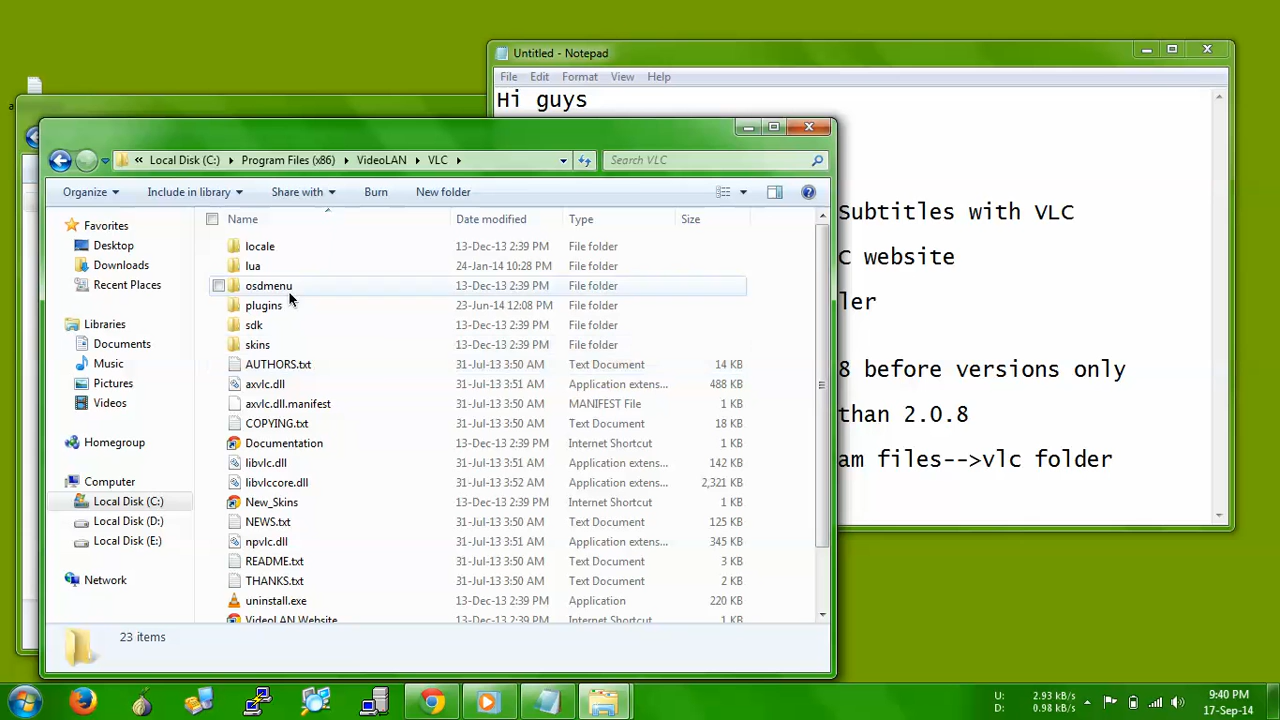 Untitled - Notepad
File Edit Format View Help
Hi guys
Subtitles with VLC
C website
ler
8 before versions only
than 2.0.8
am files-->vlc folder
« Local Disk (C:) Program Files (x86) VideoLAN VLC
Search VLC
Organize Include in library Share with Burn New folder
Name Date modified Type Size
Favorites
Desktop
Downloads
Recent Places
Libraries
Documents
Music
Pictures
Videos
Homegroup
Computer
Local Disk (C:)
Local Disk (D:)
Local Disk (E:)
Network
locale 13-Dec-13 2:39 PM File folder
lua 24-Jan-14 10:28 PM File folder
osdmenu 13-Dec-13 2:39 PM File folder
plugins 23-Jun-14 12:08 PM File folder
sdk 13-Dec-13 2:39 PM File folder
skins 13-Dec-13 2:39 PM File folder
AUTHORS.txt 31-Jul-13 3:50 AM Text Document 14 KB
axvlc.dll 31-Jul-13 3:51 AM Application extens... 488 KB
axvlc.dll.manifest 31-Jul-13 3:50 AM MANIFEST File 1 KB
COPYING.txt 31-Jul-13 3:50 AM Text Document 18 KB
Documentation 13-Dec-13 2:39 PM Internet Shortcut 1 KB
libvlc.dll 31-Jul-13 3:51 AM Application extens... 142 KB
libvlccore.dll 31-Jul-13 3:52 AM Application extens... 2,321 KB
New_Skins 13-Dec-13 2:39 PM Internet Shortcut 1 KB
NEWS.txt 31-Jul-13 3:50 AM Text Document 125 KB
npvlc.dll 31-Jul-13 3:51 AM Application extens... 345 KB
README.txt 31-Jul-13 3:50 AM Text Document 3 KB
THANKS.txt 31-Jul-13 3:50 AM Text Document 2 KB
uninstall.exe 13-Dec-13 2:39 PM Application 220 KB
VideoLAN Website 13-Dec-13 2:39 PM Internet Shortcut 1 KB
23 items
U: 2.93 kB/s
D: 0.98 kB/s
9:40 PM
17-Sep-14